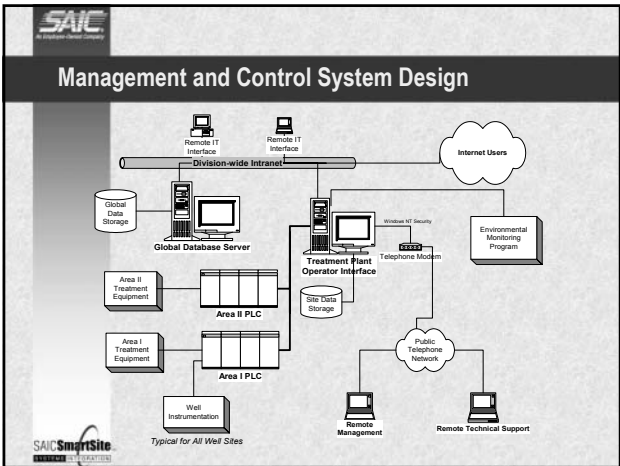 SAIC
An Employee-Owned Company
Management and Control System Design
Remote IT
Interface
Remote IT
Interface
Division-wide Intranet
Internet Users
Global
Data
Storage
Global Database Server
Windows NT Security
Telephone Modem
Treatment Plant
Operator Interface
Environmental
Monitoring
Program
Area II
Treatment
Equipment
Area II PLC
Site Data
Storage
Area I
Treatment
Equipment
Area I PLC
Public
Telephone
Network
Well
Instrumentation
Typical for All Well Sites
Remote
Management
Remote Technical Support
SAIC SmartSite
SYSTEMS INTEGRATION